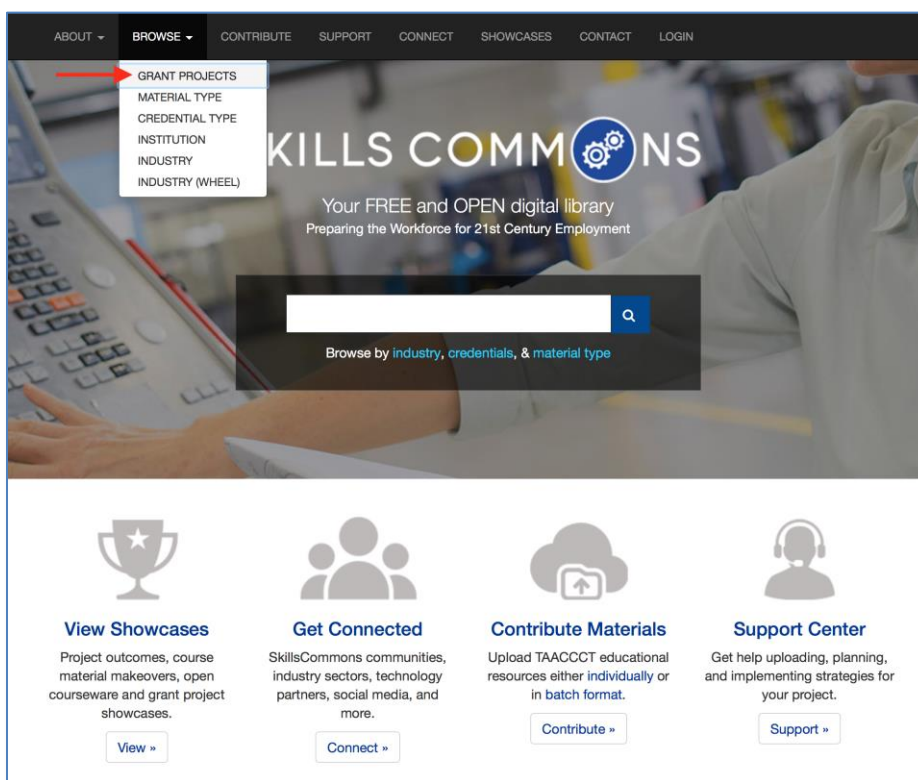 ABOUT BROWSE CONTRIBUTE SUPPORT CONNECT SHOWCASES CONTACT LOGIN
GRANT PROJECTS
MATERIAL TYPE
CREDENTIAL TYPE
INSTITUTION
INDUSTRY
INDUSTRY (WHEEL)
KILLS COMM NS
Your FREE and OPEN digital library
Preparing the Workforce for 21st Century Employment
Browse by industry, credentials, & material type
View Showcases
Project outcomes, course
material makeovers, open
courseware and grant project
showcases.
View »
Get Connected
SkillsCommons communities,
industry sectors, technology
partners, social media, and
more.
Connect »
Contribute Materials
Upload TAACCCT educational
resources either individually or
in batch format.
Contribute »
Support Center
Get help uploading, planning,
and implementing strategies for
your project.
Support »